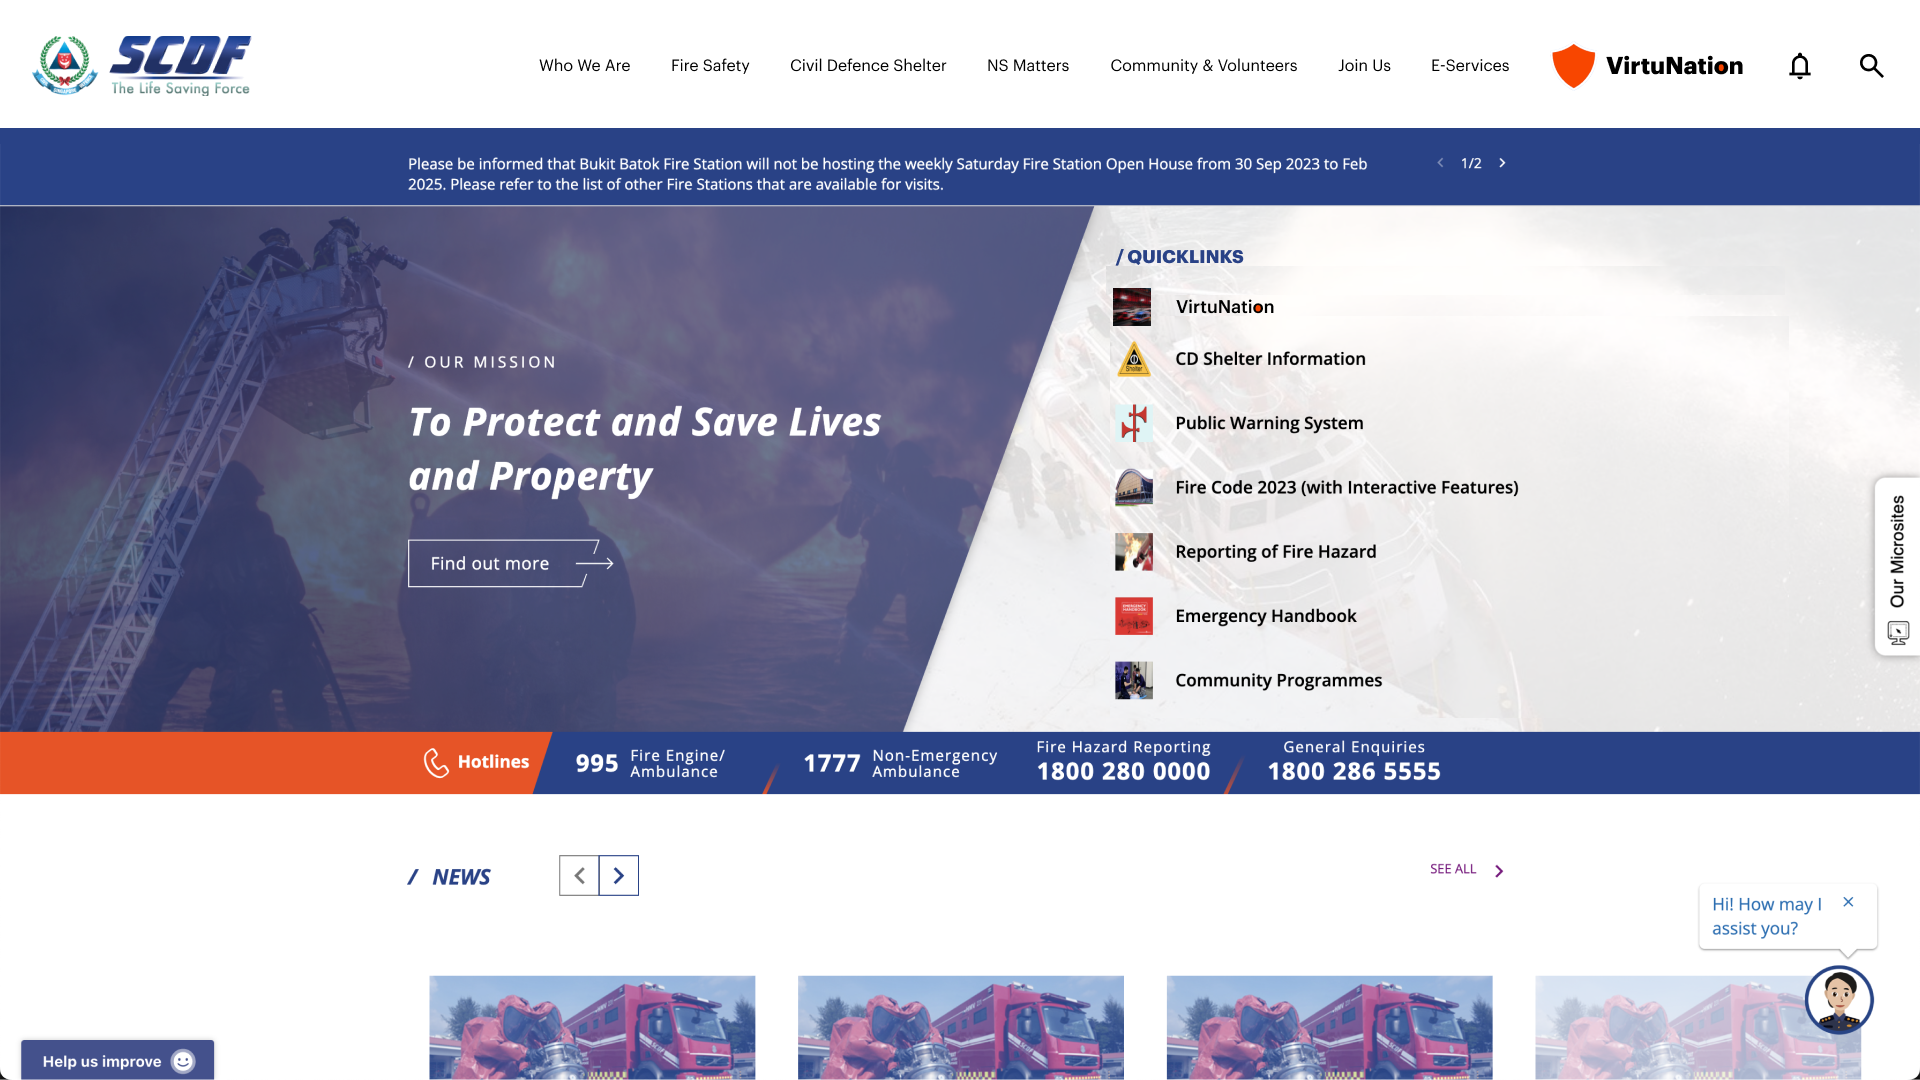 SCDF
The Life Saving Force
Who We Are
Fire Safety
Civil Defence Shelter
NS Matters
Community & Volunteers
Join Us
E-Services
VirtuNation
Please be informed that Bukit Batok Fire Station will not be hosting the weekly Saturday Fire Station Open House from 30 Sep 2023 to Feb
2025. Please refer to the list of other Fire Stations that are available for visits.
1/2
/ OUR MISSION
To Protect and Save Lives
and Property
Find out more
/ QUICKLINKS
VirtuNation
CD Shelter Information
Public Warning System
Fire Code 2023 (with Interactive Features)
Reporting of Fire Hazard
Emergency Handbook
Community Programmes
Our Microsites
Hotlines
995 Fire Engine/
Ambulance
1777 Non-Emergency
Ambulance
Fire Hazard Reporting
1800 280 0000
General Enquiries
1800 286 5555
/ NEWS
SEE ALL
Hi! How may I
assist you?
Help us improve